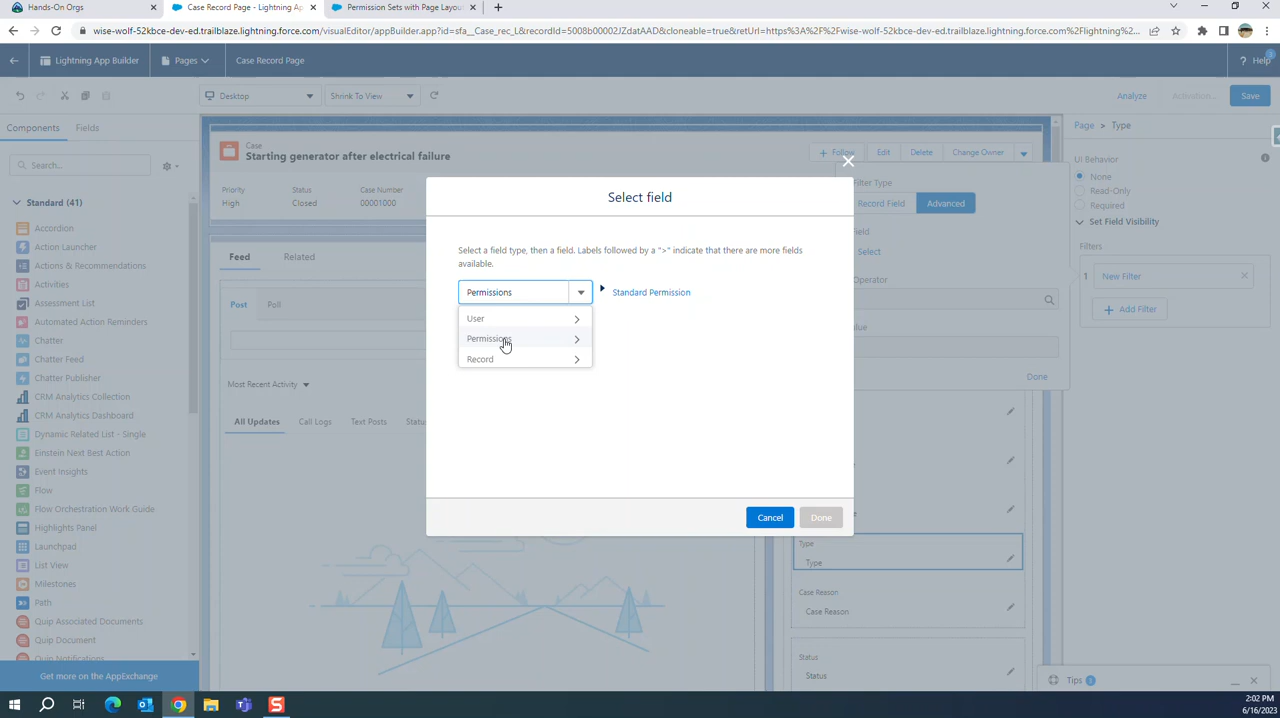 Hands-On Orgs
Case Record Page - Lightning App
Permission Sets with Page Layou
wise-wolf-52kbce-dev-ed.trailblaze.lightning.force.com/visualEditor/appBuilder.app?id=sfa__Case_rec_L&recordId=5008b00002JZdatAAD&cloneable=true&retUrl=https%3A%2F%2Fwise-wolf-52kbce-dev-ed.trailblaze.lightning.force.com%2Flightning%2...
Lightning App Builder
Pages
Case Record Page
? Help
Desktop
Shrink To View
Analyze
Activation...
Save
Components
Fields
Search...
Standard (41)
Accordion
Action Launcher
Actions & Recommendations
Activities
Assessment List
Automated Action Reminders
Chatter
Chatter Feed
Chatter Publisher
CRM Analytics Collection
CRM Analytics Dashboard
Dynamic Related List - Single
Einstein Next Best Action
Event Insights
Flow
Flow Orchestration Work Guide
Highlights Panel
Launchpad
List View
Milestones
Path
Quip Associated Documents
Quip Document
Quip Notifications
Get more on the AppExchange
Case
Starting generator after electrical failure
+ Follow
Edit
Delete
Change Owner
Priority
High
Status
Closed
Case Number
00001000
Feed
Related
Post
Poll
Most Recent Activity
All Updates
Call Logs
Text Posts
Status
Select field
Select a field type, then a field. Labels followed by a ">" indicate that there are more fields
available.
Permissions
Standard Permission
User
Permissions
Record
Cancel
Done
Filter Type
Record Field
Advanced
Field
Select
Operator
Value
Done
Type
Type
Case Reason
Case Reason
Status
Status
Page > Type
UI Behavior
None
Read-Only
Required
Set Field Visibility
Filters
1
New Filter
+ Add Filter
Tips
2:02 PM
6/16/2023